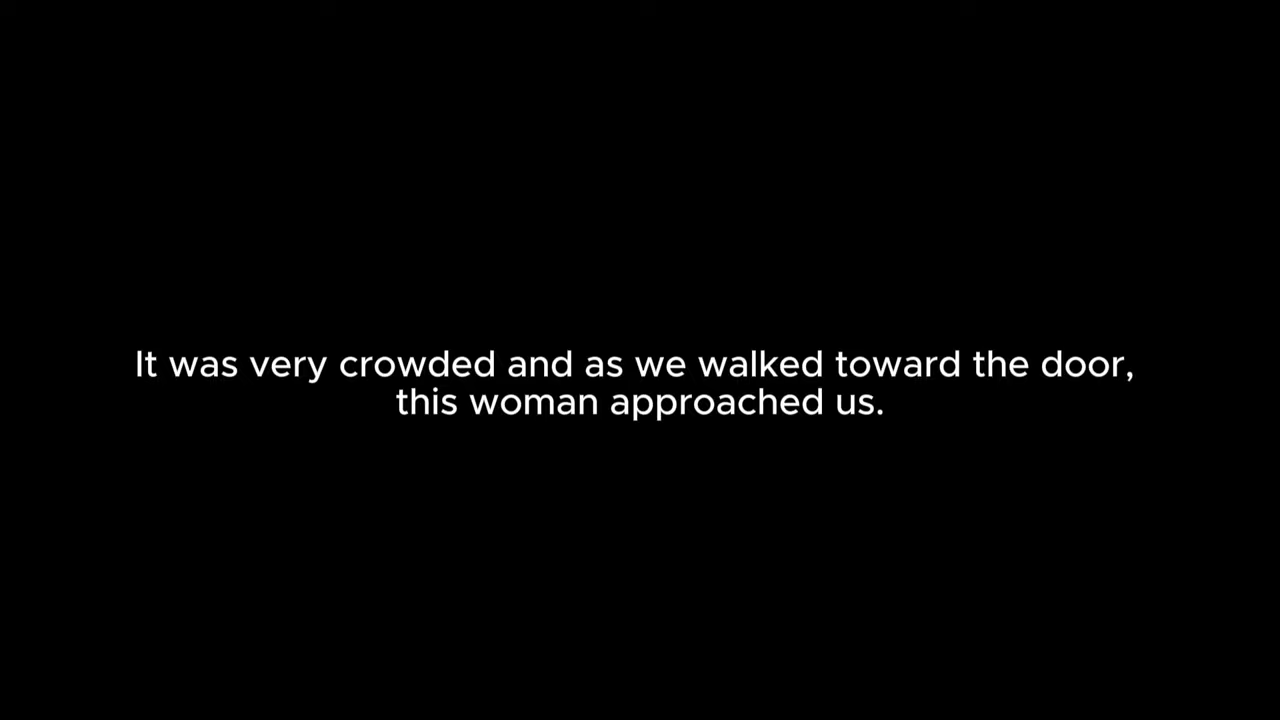 It was very crowded and as we walked toward the door,
this woman approached us.